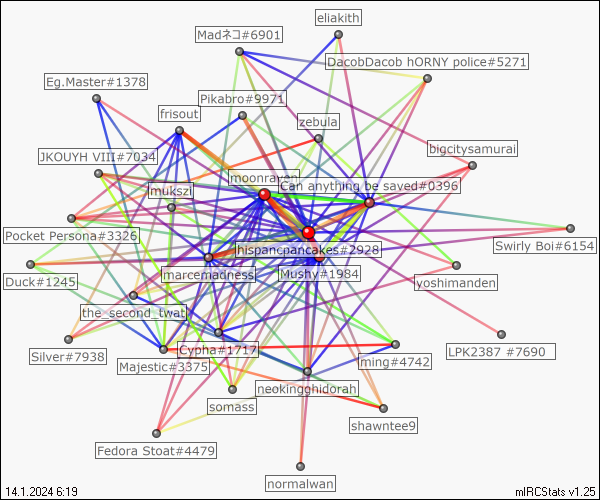 eliakith
Madネコ#6901
DacobDacob hORNY police#5271
Eg.Master#1378
Pikabro#9971
frisout
zebula
bigcitysamurai
JKOUYH VIII#7034
moonraven
Can anything be saved#0396
mukszi
Pocket Persona#3326
Swirly Boi#6154
hispanicpancakes#2928
marcemadness
Mushy#1984
Duck#1245
yoshimanden
the_second_twat
Cypha#1717
LPK2387 #7690
Silver#7938
Majestic#3375
ming#4742
neokingghidorah
somass
shawntee9
Fedora Stoat#4479
normalwan
14.1.2024 6:19
mIRCStats v1.25